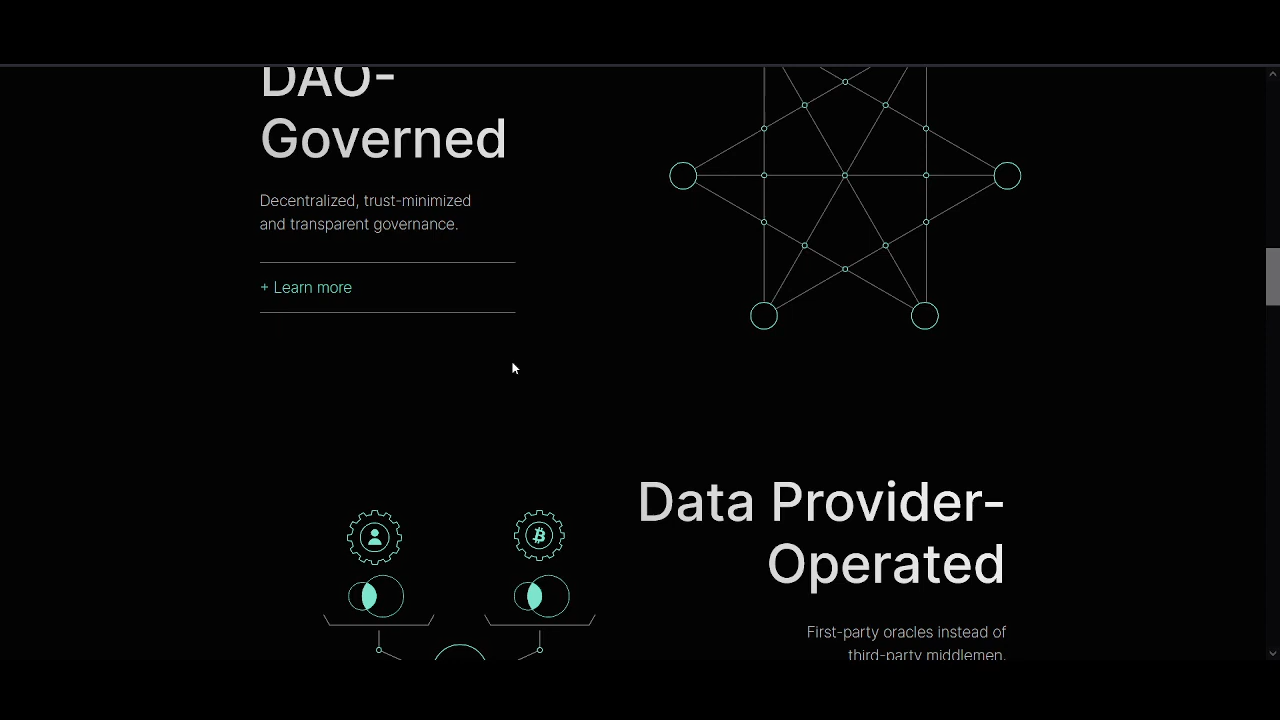 DAO-
Governed
Decentralized, trust-minimized
and transparent governance.
+ Learn more
Data Provider-
Operated
First-party oracles instead of
third-party middlemen.